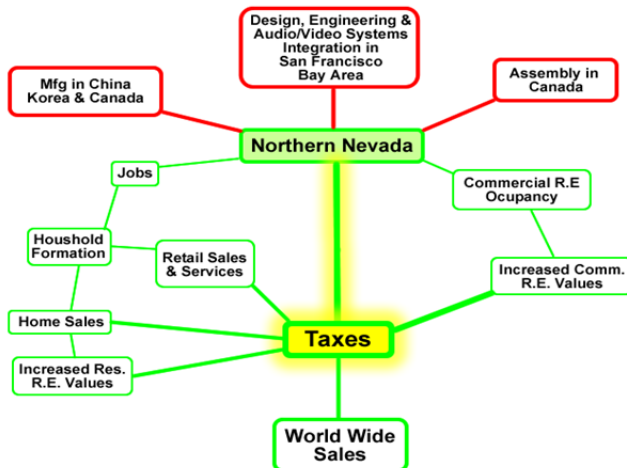 Design, Engineering &
Audio/Video Systems
Integration in
San Francisco
Bay Area
Mfg in China
Korea & Canada
Assembly in
Canada
Northern Nevada
Jobs
Commercial R.E
Ocupancy
Houshold
Formation
Retail Sales
& Services
Increased Comm.
R.E. Values
Home Sales
Taxes
Increased Res.
R.E. Values
World Wide
Sales